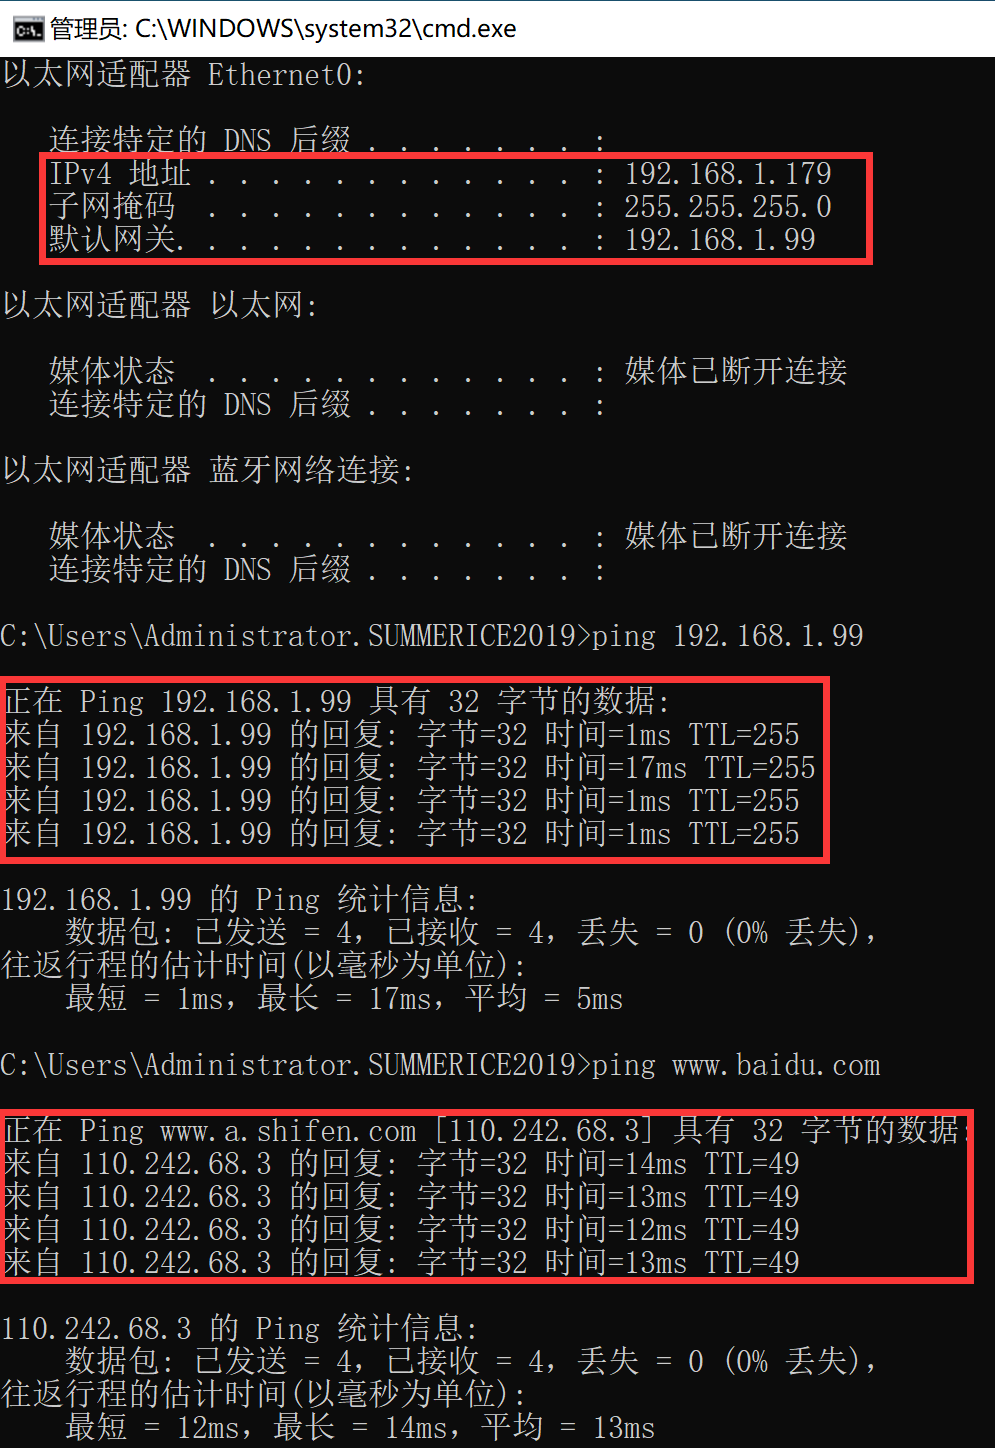 管理员: C:\WINDOWS\system32\cmd.exe
以太网适配器 Ethernet0:
连接特定的 DNS 后缀 . . . . . . . :
IPv4 地址 . . . . . . . . . . . . : 192.168.1.179
子网掩码  . . . . . . . . . . . . : 255.255.255.0
默认网关. . . . . . . . . . . . . : 192.168.1.99
以太网适配器 以太网:
媒体状态  . . . . . . . . . . . . : 媒体已断开连接
连接特定的 DNS 后缀 . . . . . . . :
以太网适配器 蓝牙网络连接:
媒体状态  . . . . . . . . . . . . : 媒体已断开连接
连接特定的 DNS 后缀 . . . . . . . :
C:\Users\Administrator.SUMMERICE2019>ping 192.168.1.99
正在 Ping 192.168.1.99 具有 32 字节的数据:
来自 192.168.1.99 的回复: 字节=32 时间=1ms TTL=255
来自 192.168.1.99 的回复: 字节=32 时间=17ms TTL=255
来自 192.168.1.99 的回复: 字节=32 时间=1ms TTL=255
来自 192.168.1.99 的回复: 字节=32 时间=1ms TTL=255
192.168.1.99 的 Ping 统计信息:
数据包: 已发送 = 4，已接收 = 4，丢失 = 0 (0% 丢失)，
往返行程的估计时间(以毫秒为单位):
最短 = 1ms，最长 = 17ms，平均 = 5ms
C:\Users\Administrator.SUMMERICE2019>ping www.baidu.com
正在 Ping www.a.shifen.com [110.242.68.3] 具有 32 字节的数据:
来自 110.242.68.3 的回复: 字节=32 时间=14ms TTL=49
来自 110.242.68.3 的回复: 字节=32 时间=13ms TTL=49
来自 110.242.68.3 的回复: 字节=32 时间=12ms TTL=49
来自 110.242.68.3 的回复: 字节=32 时间=13ms TTL=49
110.242.68.3 的 Ping 统计信息:
数据包: 已发送 = 4，已接收 = 4，丢失 = 0 (0% 丢失)，
往返行程的估计时间(以毫秒为单位):
最短 = 12ms，最长 = 14ms，平均 = 13ms